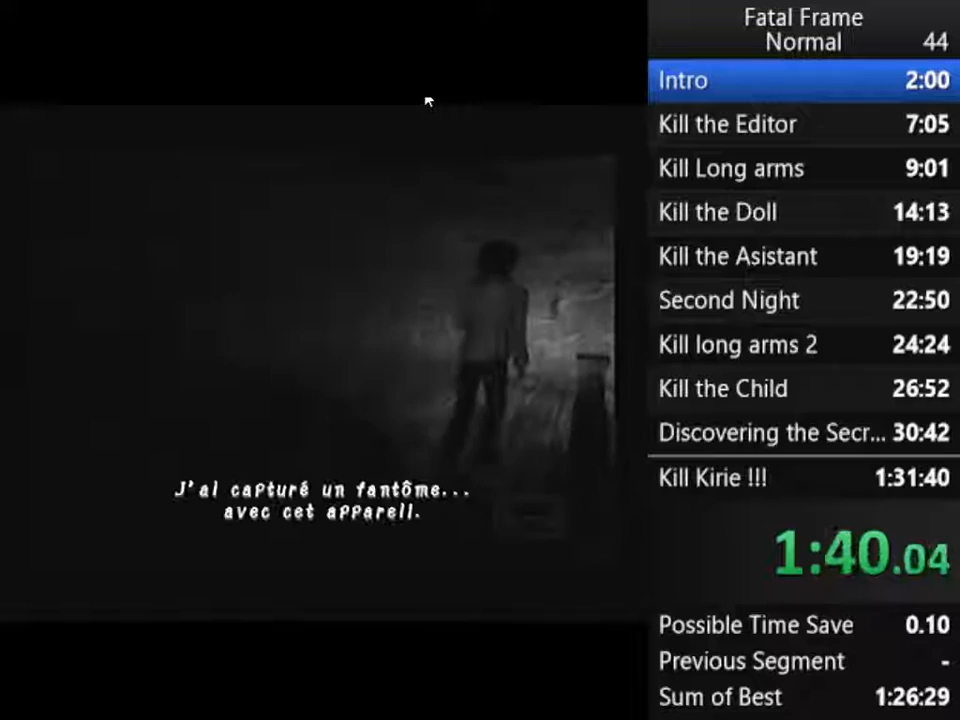 Fatal Frame
Normal 44
Intro 2:00
Kill the Editor 7:05
Kill Long arms 9:01
Kill the Doll 14:13
Kill the Asistant 19:19
Second Night 22:50
Kill long arms 2 24:24
Kill the Child 26:52
Discovering the Secr... 30:42
Kill Kirie !!! 1:31:40
1:40.04
Possible Time Save 0.10
Previous Segment -
Sum of Best 1:26:29
J'ai capturé un fantôme...
avec cet appareil.